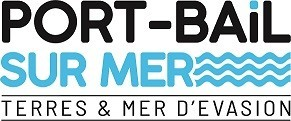 PORT-BAiL
SUR MER
TERRES & MER D'EVASION